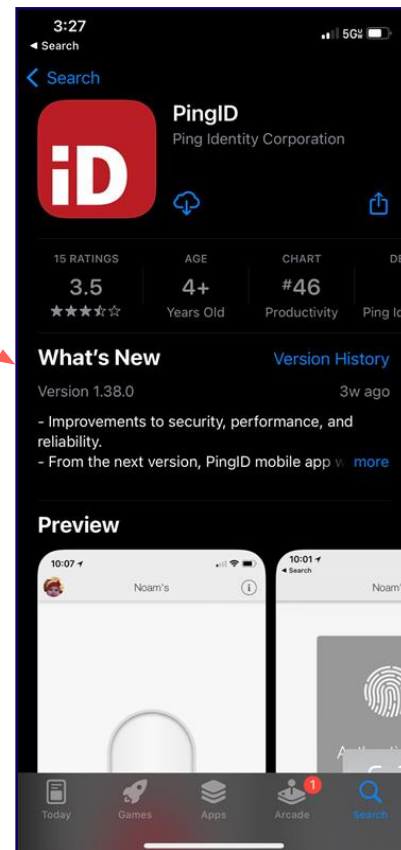 3:27
5G
Search
Search
iD
PingID
Ping Identity Corporation
15 RATINGS AGE CHART
3.5 4+ #46
Years Old Productivity Ping
What's New Version History
Version 1.38.0 3w ago
- Improvements to security, performance, and
reliability.
- From the next version, PingID mobile app more
Preview
10:07 10:01
Search
Noam's Noam's
Today Games Apps Arcade 1 Search